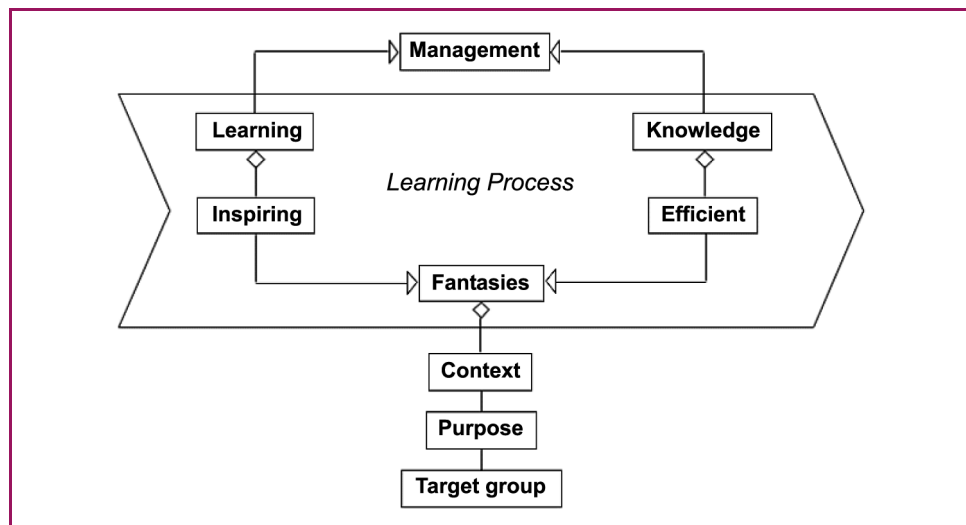 Management
Learning
Knowledge
Learning Process
Inspiring
Efficient
Fantasies
Context
Purpose
Target group